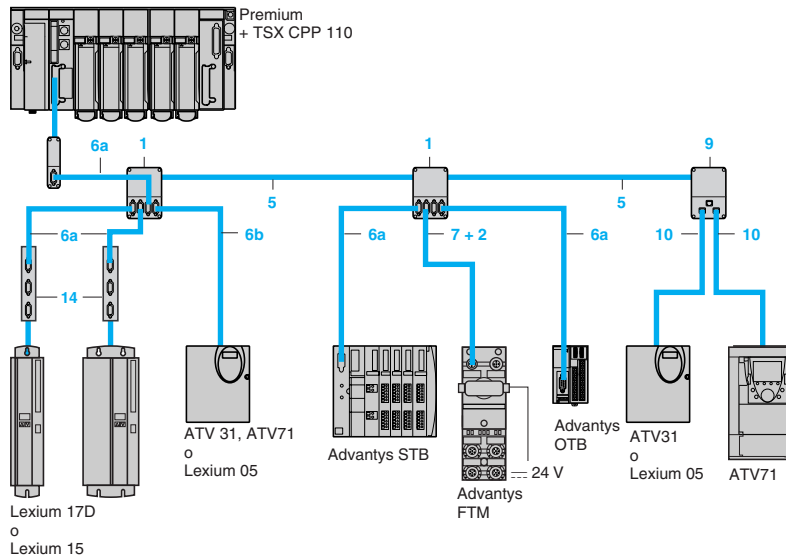 Premium
+ TSX CPP 110
6a
1
1
9
5
5
6a
6b
6a
7 + 2
6a
10
10
14
ATV 31, ATV71
o
Lexium 05
Advantys STB
Advantys
OTB
ATV31
o
Lexium 05
ATV71
24 V
Advantys
FTM
Lexium 17D
o
Lexium 15